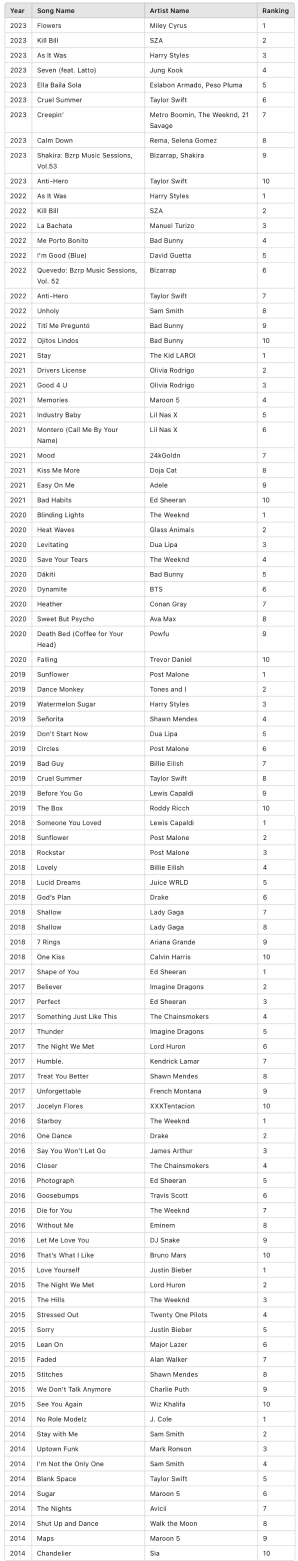 Year Song Name Artist Name Ranking
2023 Flowers Miley Cyrus 1
2023 Kill Bill SZA 2
2023 As It Was Harry Styles 3
2023 Seven (feat. Latto) Jung Kook 4
2023 Ella Baila Sola Eslabon Armado, Peso Pluma 5
2023 Cruel Summer Taylor Swift 6
2023 Creepin' Metro Boomin, The Weeknd, 21 7
Savage
2023 Calm Down Rema, Selena Gomez 8
2023 Shakira: Bzrp Music Sessions, Bizarrap, Shakira 9
Vol.53
2023 Anti-Hero Taylor Swift 10
2022 As It Was Harry Styles 1
2022 Kill Bill SZA 2
2022 La Bachata Manuel Turizo 3
2022 Me Porto Bonito Bad Bunny 4
2022 I'm Good (Blue) David Guetta 5
2022 Quevedo: Bzrp Music Sessions, Bizarrap 6
Vol. 52
2022 Anti-Hero Taylor Swift 7
2022 Unholy Sam Smith 8
2022 Tití Me Preguntó Bad Bunny 9
2022 Ojitos Lindos Bad Bunny 10
2021 Stay The Kid LAROI 1
2021 Drivers License Olivia Rodrigo 2
2021 Good 4 U Olivia Rodrigo 3
2021 Memories Maroon 5 4
2021 Industry Baby Lil Nas X 5
2021 Montero (Call Me By Your Lil Nas X 6
Name)
2021 Mood 24kGoldn 7
2021 Kiss Me More Doja Cat 8
2021 Easy On Me Adele 9
2021 Bad Habits Ed Sheeran 10
2020 Blinding Lights The Weeknd 1
2020 Heat Waves Glass Animals 2
2020 Levitating Dua Lipa 3
2020 Save Your Tears The Weeknd 4
2020 Dákiti Bad Bunny 5
2020 Dynamite BTS 6
2020 Heather Conan Gray 7
2020 Sweet But Psycho Ava Max 8
2020 Death Bed (Coffee for Your Powfu 9
Head)
2020 Falling Trevor Daniel 10
2019 Sunflower Post Malone 1
2019 Dance Monkey Tones and I 2
2019 Watermelon Sugar Harry Styles 3
2019 Señorita Shawn Mendes 4
2019 Don't Start Now Dua Lipa 5
2019 Circles Post Malone 6
2019 Bad Guy Billie Eilish 7
2019 Cruel Summer Taylor Swift 8
2019 Before You Go Lewis Capaldi 9
2019 The Box Roddy Ricch 10
2018 Someone You Loved Lewis Capaldi 1
2018 Sunflower Post Malone 2
2018 Rockstar Post Malone 3
2018 Lovely Billie Eilish 4
2018 Lucid Dreams Juice WRLD 5
2018 God's Plan Drake 6
2018 Shallow Lady Gaga 7
2018 Shallow Lady Gaga 8
2018 7 Rings Ariana Grande 9
2018 One Kiss Calvin Harris 10
2017 Shape of You Ed Sheeran 1
2017 Believer Imagine Dragons 2
2017 Perfect Ed Sheeran 3
2017 Something Just Like This The Chainsmokers 4
2017 Thunder Imagine Dragons 5
2017 The Night We Met Lord Huron 6
2017 Humble. Kendrick Lamar 7
2017 Treat You Better Shawn Mendes 8
2017 Unforgettable French Montana 9
2017 Jocelyn Flores XXXTentacion 10
2016 Starboy The Weeknd 1
2016 One Dance Drake 2
2016 Say You Won't Let Go James Arthur 3
2016 Closer The Chainsmokers 4
2016 Photograph Ed Sheeran 5
2016 Goosebumps Travis Scott 6
2016 Die for You The Weeknd 7
2016 Without Me Eminem 8
2016 Let Me Love You DJ Snake 9
2016 That's What I Like Bruno Mars 10
2015 Love Yourself Justin Bieber 1
2015 The Night We Met Lord Huron 2
2015 The Hills The Weeknd 3
2015 Stressed Out Twenty One Pilots 4
2015 Sorry Justin Bieber 5
2015 Lean On Major Lazer 6
2015 Faded Alan Walker 7
2015 Stitches Shawn Mendes 8
2015 We Don't Talk Anymore Charlie Puth 9
2015 See You Again Wiz Khalifa 10
2014 No Role Modelz J. Cole 1
2014 Stay with Me Sam Smith 2
2014 Uptown Funk Mark Ronson 3
2014 I'm Not the Only One Sam Smith 4
2014 Blank Space Taylor Swift 5
2014 Sugar Maroon 5 6
2014 The Nights Avicii 7
2014 Shut Up and Dance Walk the Moon 8
2014 Maps Maroon 5 9
2014 Chandelier Sia 10